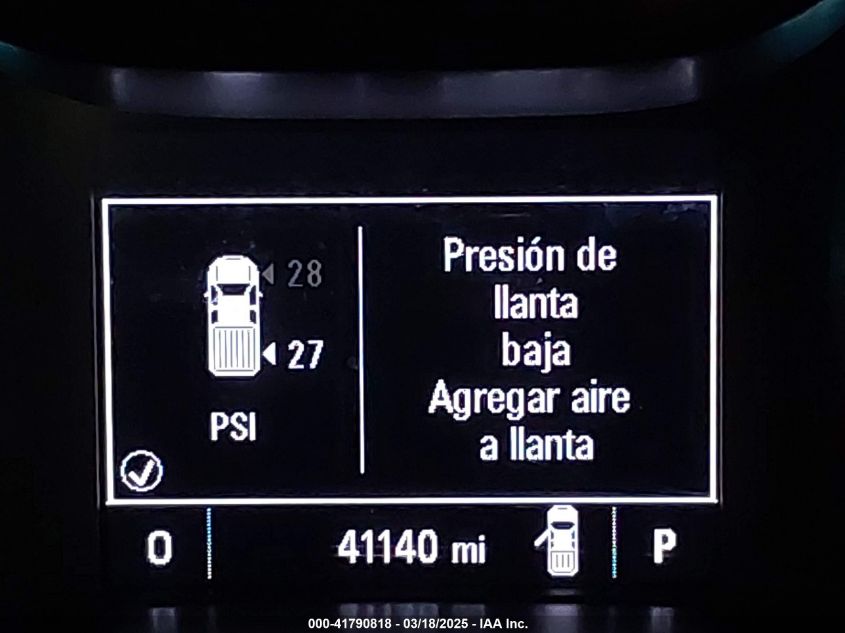 28
27
PSI
Presión de
llanta
baja
Agregar aire
a llanta
O
41140 mi
P
000-41790818 - 03/18/2025 - IAA Inc.